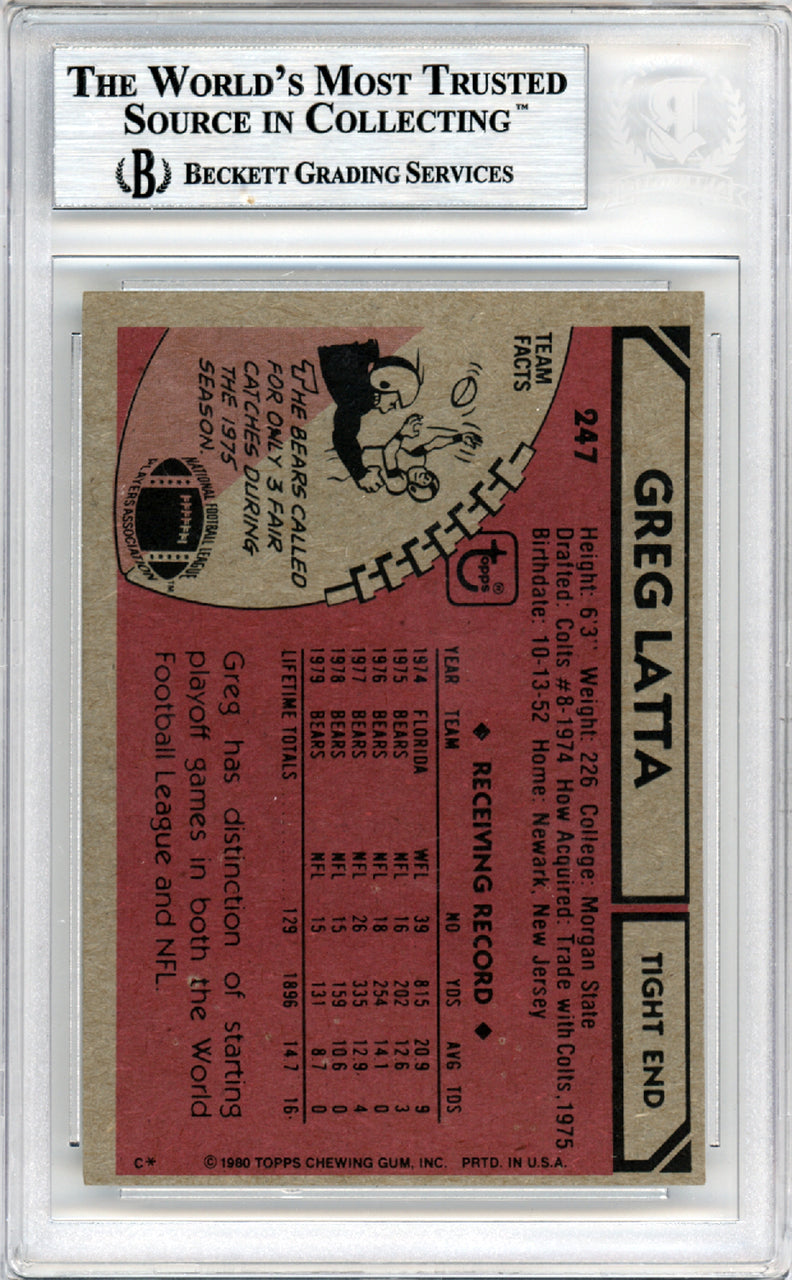 THE WORLD'S MOST TRUSTED
SOURCE IN COLLECTING™
B BECKETT GRADING SERVICES
GREG LATTA
TIGHT END
247
Height: 6'3" Weight: 226 College: Morgan State
Drafted: Colts #8-1974 How Acquired: Trade with Colts, 1975
Birthdate: 10-13-52 Home: Newark, New Jersey
topps®
TEAM
FACTS
THE BEARS CALLED
FOR ONLY 3 FAIR
CATCHES DURING
THE 1975
SEASON.
NATIONAL FOOTBALL LEAGUE
PLAYERS ASSOCIATION™
◆ RECEIVING RECORD ◆
YEAR TEAM NO YDS AVG TDS
1974 FLORIDA WFL 39 815 20.9 9
1975 BEARS NFL 16 202 12.6 3
1976 BEARS NFL 18 254 14.1 0
1977 BEARS NFL 26 335 12.9 4
1978 BEARS NFL 15 159 10.6 0
1979 BEARS NFL 15 131 8.7 0
LIFETIME TOTALS 129 1896 14.7 16
Greg has distinction of starting
playoff games in both the World
Football League and NFL.
C* © 1980 TOPPS CHEWING GUM, INC. PRTD. IN U.S.A.